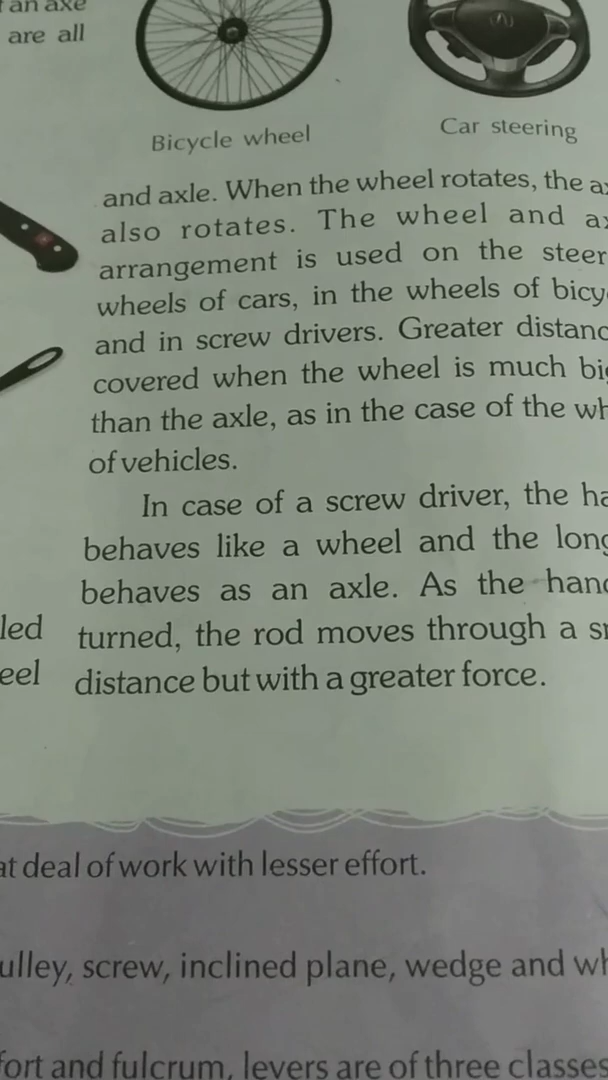 an axe
are all
Bicycle wheel
Car steering
and axle. When the wheel rotates, the
also rotates. The wheel and
arrangement is used on the
wheels of cars, in the wheels of
and in screw drivers. Greater
covered when the wheel is much
than the axle, as in the case of the
of vehicles.
In case of a screw driver, the
behaves like a wheel and the
behaves as an axle. As the
turned, the rod moves through a
distance but with a greater force.
deal of work with lesser effort.
screw, inclined plane, wedge and
and fulcrum, levers are of three classes